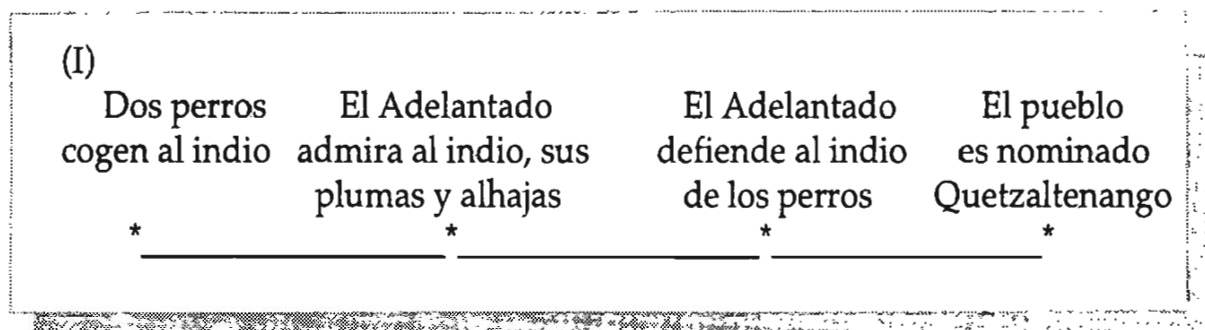 (I)
Dos perros
cogen al indio
El Adelantado
admira al indio, sus
plumas y alhajas
El Adelantado
defiende al indio
de los perros
El pueblo
es nominado
Quetzaltenango
* * * *